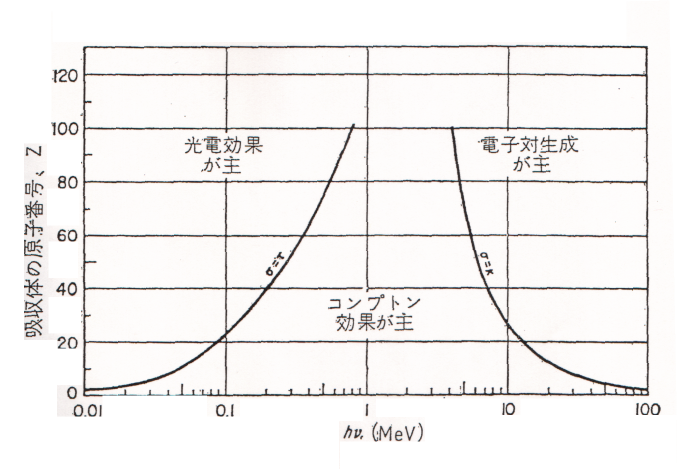 120
100
80
60
40
20
0
吸収体の原子番号、Z
光電効果
が主
電子対生成
が主
σ=τ
σ=κ
コンプトン
効果が主
0.01
0.1
1
10
100
hν. (MeV)